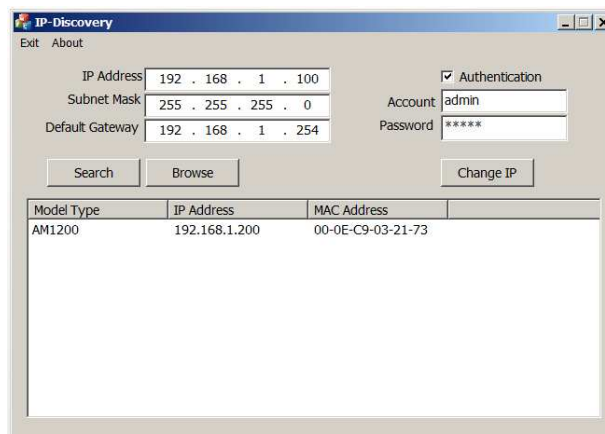 IP-Discovery
Exit About
IP Address 192 . 168 . 1 . 100
Subnet Mask 255 . 255 . 255 . 0
Default Gateway 192 . 168 . 1 . 254
Authentication
Account admin
Password *****
Search Browse Change IP
Model Type IP Address MAC Address
AM1200 192.168.1.200 00-0E-C9-03-21-73